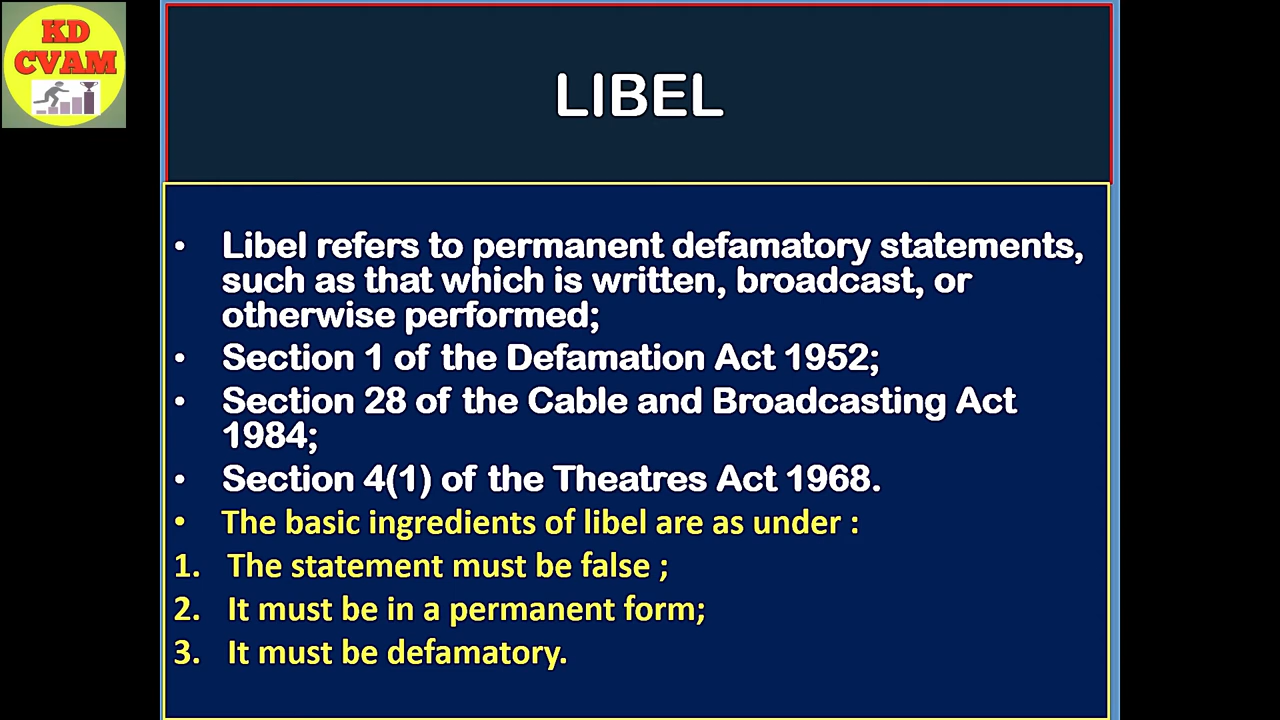 KD
CVAM
LIBEL
• Libel refers to permanent defamatory statements,
such as that which is written, broadcast, or
otherwise performed;
• Section 1 of the Defamation Act 1952;
• Section 28 of the Cable and Broadcasting Act
1984;
• Section 4(1) of the Theatres Act 1968.
• The basic ingredients of libel are as under :
1. The statement must be false ;
2. It must be in a permanent form;
3. It must be defamatory.